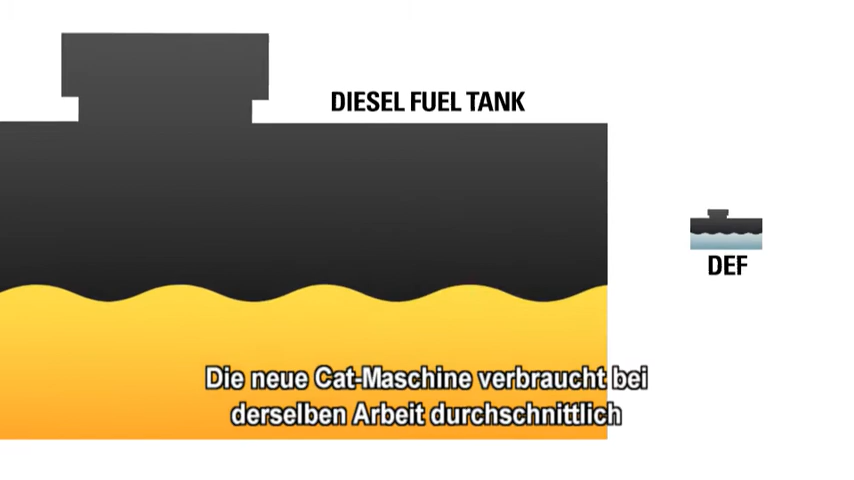 DIESEL FUEL TANK
DEF
Die neue Cat-Maschine verbraucht bei
derselben Arbeit durchschnittlich